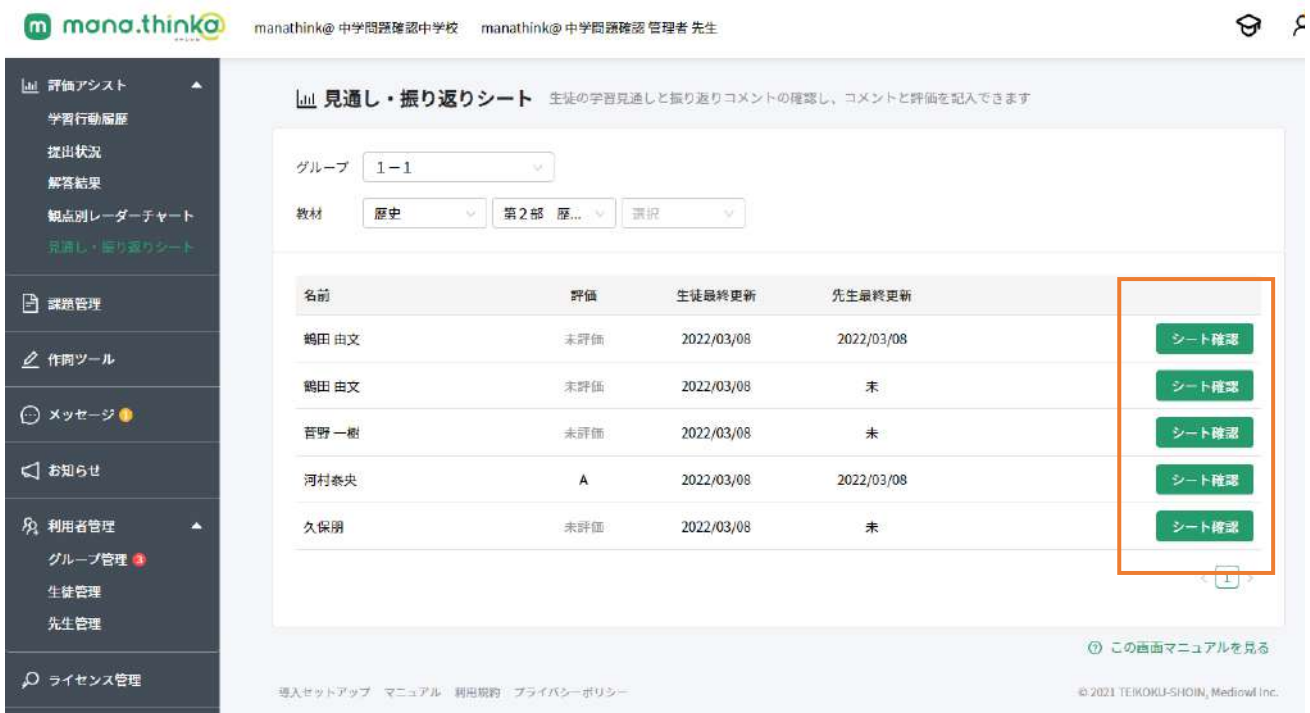 mana.think@ manathink@ 中学問題確認中学校 manathink@ 中学問題確認 管理者 先生
評価アシスト
学習行動履歴
提出状況
解答結果
観点別レーダーチャート
見通し・振り返りシート
課題管理
作問ツール
メッセージ 1
お知らせ
利用者管理
グループ管理 3
生徒管理
先生管理
ライセンス管理
見通し・振り返りシート 生徒の学習見通しと振り返りコメントの確認し、コメントと評価を記入できます
グループ 1－1
教材 歴史 第2部 歴... 選択
名前 評価 生徒最終更新 先生最終更新
鶴田 由文 未評価 2022/03/08 2022/03/08 シート確認
鶴田 由文 未評価 2022/03/08 未 シート確認
菅野 一樹 未評価 2022/03/08 未 シート確認
河村泰央 A 2022/03/08 2022/03/08 シート確認
久保朋 未評価 2022/03/08 未 シート確認
< 1 >
この画面マニュアルを見る
導入セットアップ マニュアル 利用規約 プライバシーポリシー © 2021 TEIKOKU-SHOIN, Mediowl Inc.